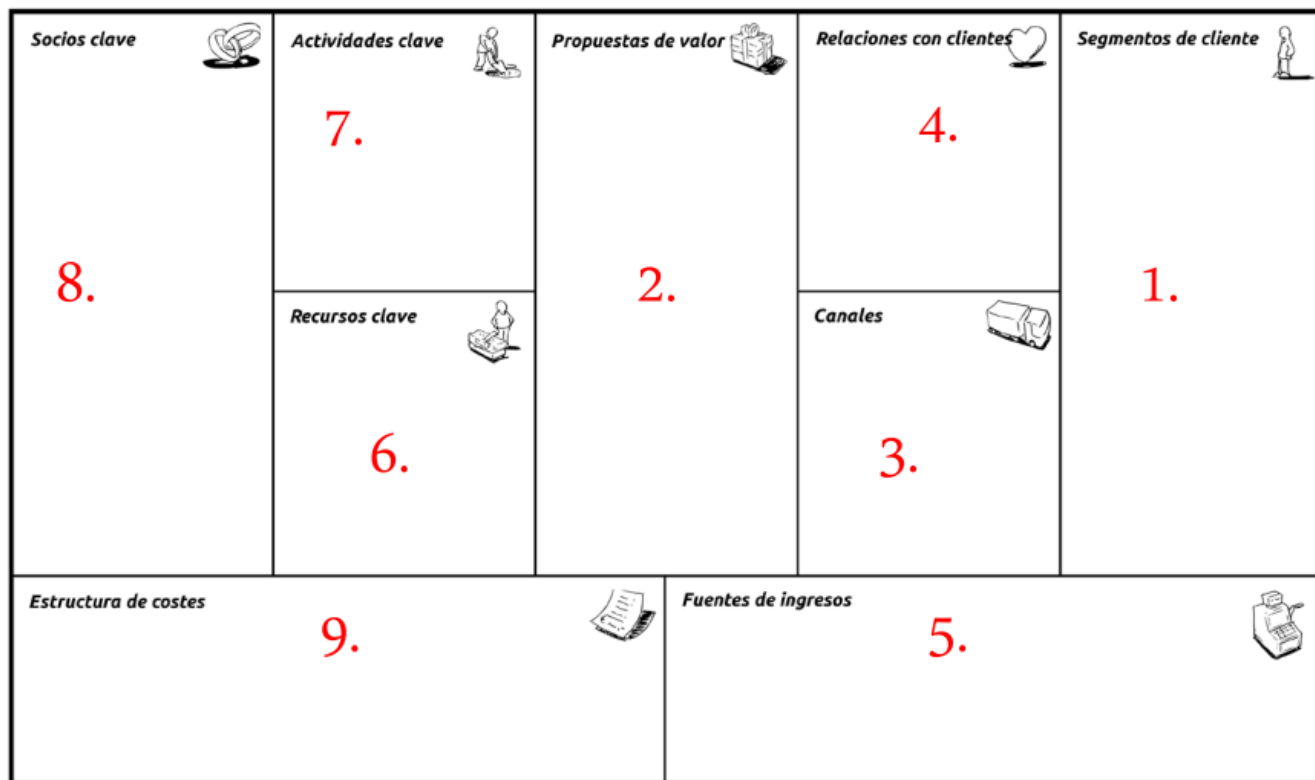 Socios clave
8.
Actividades clave
7.
Recursos clave
6.
Propuestas de valor
2.
Relaciones con clientes
4.
Canales
3.
Segmentos de cliente
1.
Estructura de costes
9.
Fuentes de ingresos
5.